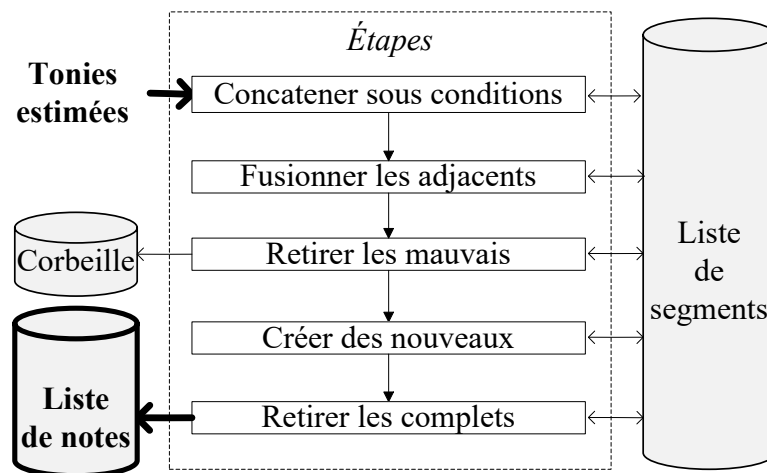 Étapes
Tonies
estimées
Concatener sous conditions
Fusionner les adjacents
Corbeille
Retirer les mauvais
Liste
de
segments
Créer des nouveaux
Liste
de notes
Retirer les complets